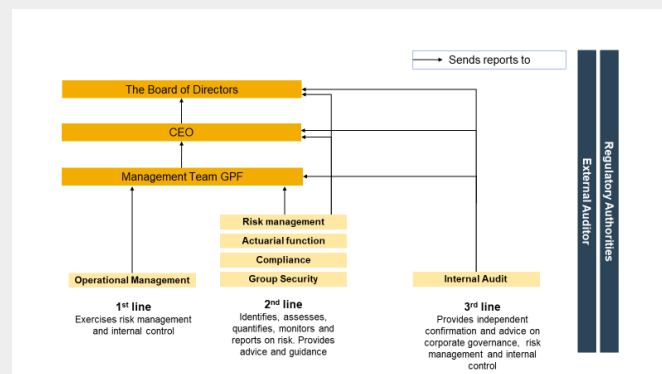 Sends reports to
The Board of Directors
CEO
Management Team GPF
Risk management
Actuarial function
Compliance
Group Security
Operational Management
Internal Audit
1st line
Exercises risk management
and internal control
2nd line
Identifies, assesses,
quantifies, monitors and
reports on risk. Provides
advice and guidance
3rd line
Provides independent
confirmation and advice on
corporate governance, risk
management and internal
control
External Auditor
Regulatory Authorities